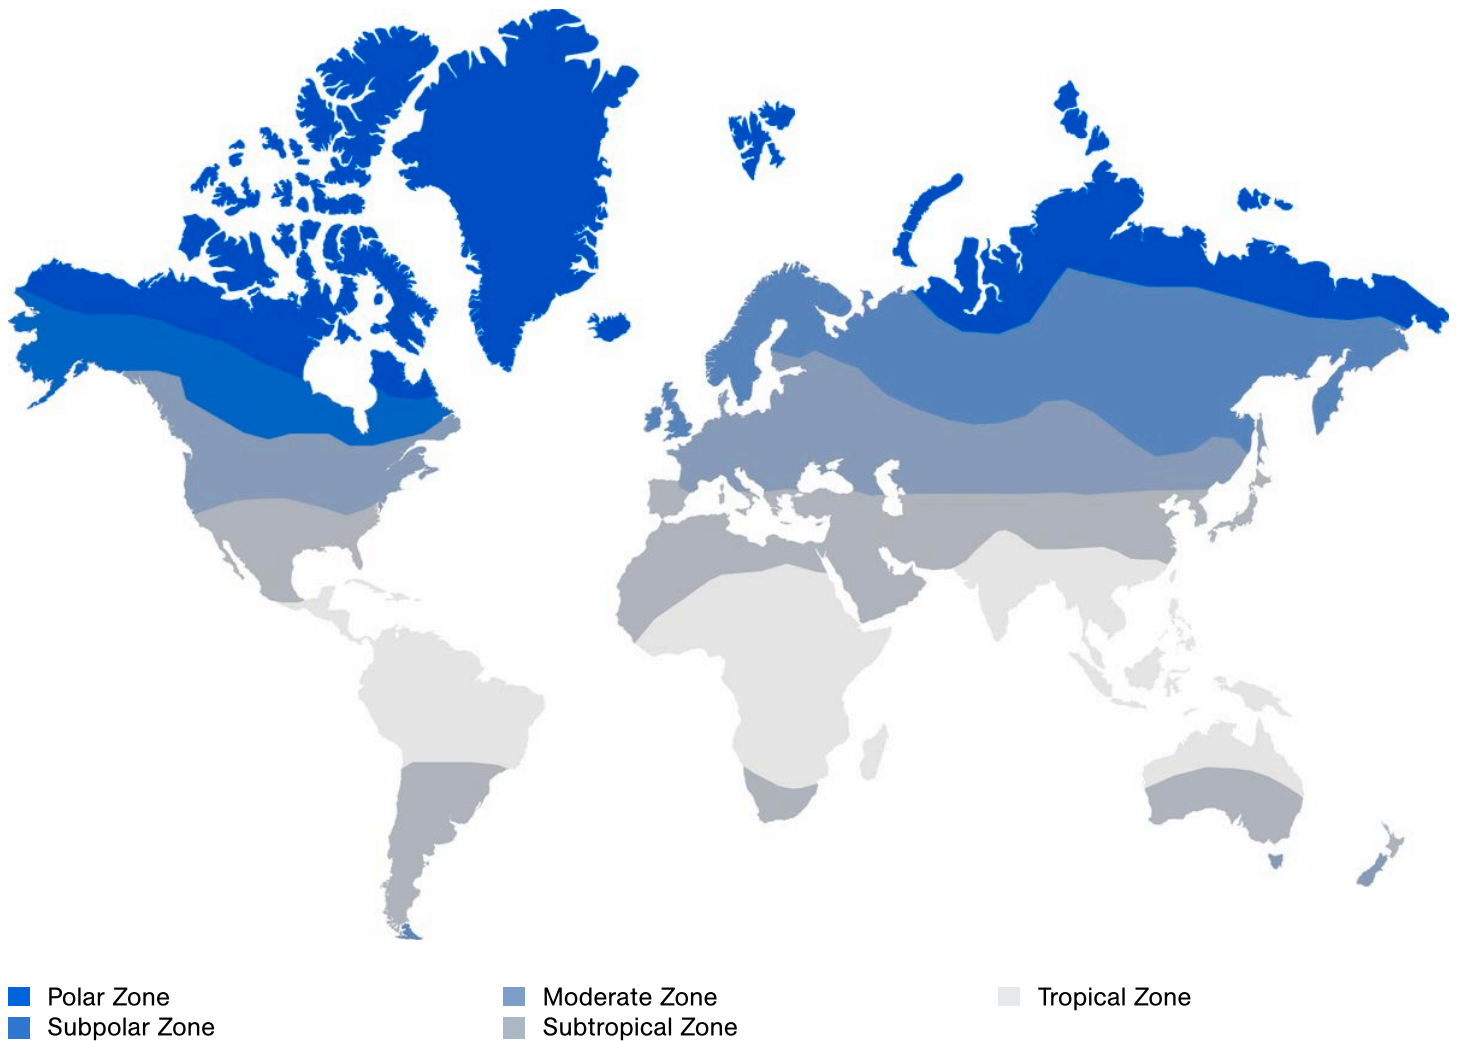 Polar Zone
Subpolar Zone
Moderate Zone
Subtropical Zone
Tropical Zone